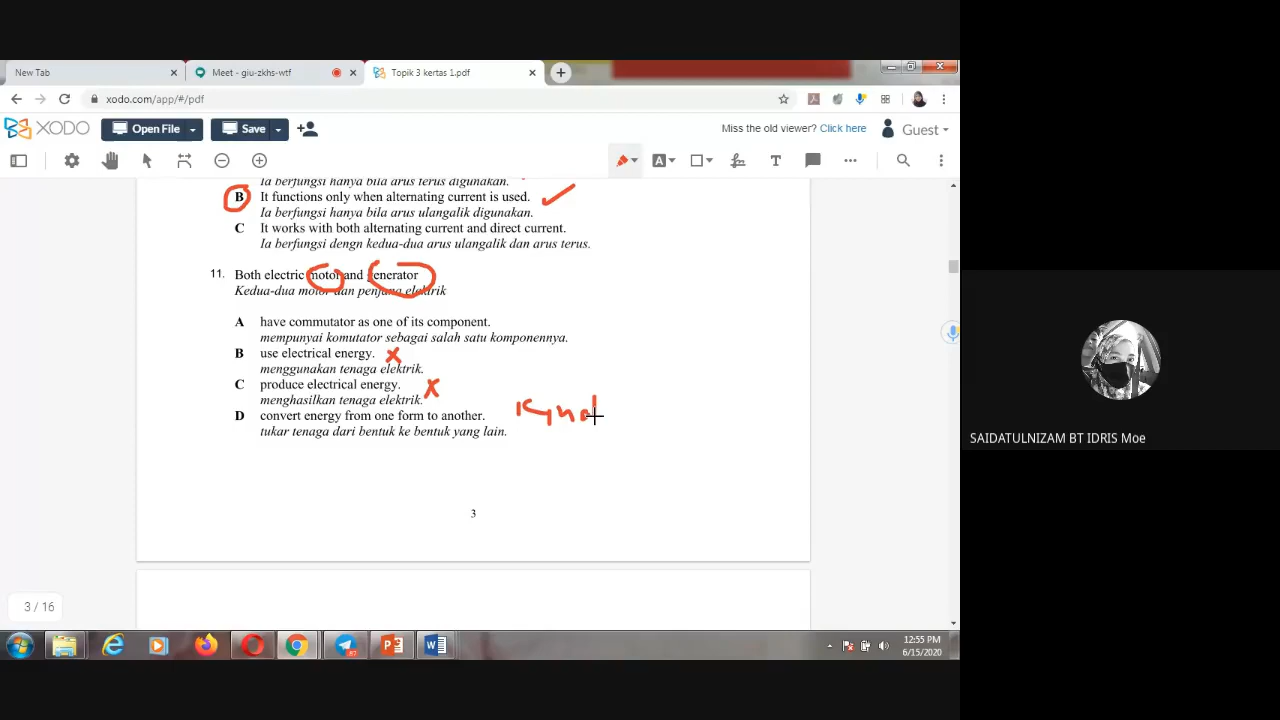 New Tab
Meet - giu-zkhs-wtf
Topik 3 kertas 1.pdf
xodo.com/app/#/pdf
XODO
Open File
Save
Miss the old viewer? Click here
Guest
Ia berfungsi hanya bila arus terus digunakan.
B It functions only when alternating current is used.
Ia berfungsi hanya bila arus ulangalik digunakan.
C It works with both alternating current and direct current.
Ia berfungsi dengn kedua-dua arus ulangalik dan arus terus.
11. Both electric motor and generator
Kedua-dua motor dan penjana elektrik
A have commutator as one of its component.
mempunyai komutator sebagai salah satu komponennya.
B use electrical energy.
menggunakan tenaga elektrik.
C produce electrical energy.
menghasilkan tenaga elektrik.
D convert energy from one form to another.
tukar tenaga dari bentuk ke bentuk yang lain.
3
3 / 16
SAIDATULNIZAM BT IDRIS Moe
12:55 PM
6/15/2020